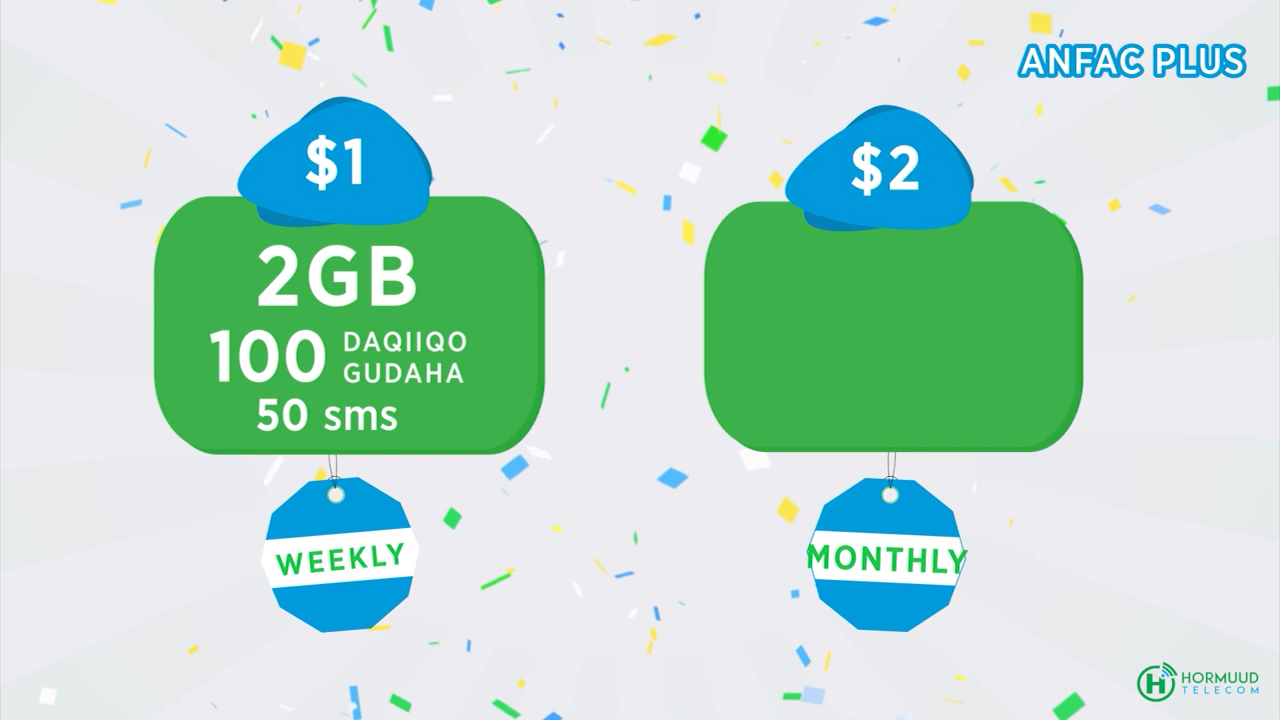 ANFAC PLUS
$1
2GB
100 DAQIIQO
GUDAHA
50 sms
WEEKLY
$2
MONTHLY
HORMUUD
TELECOM